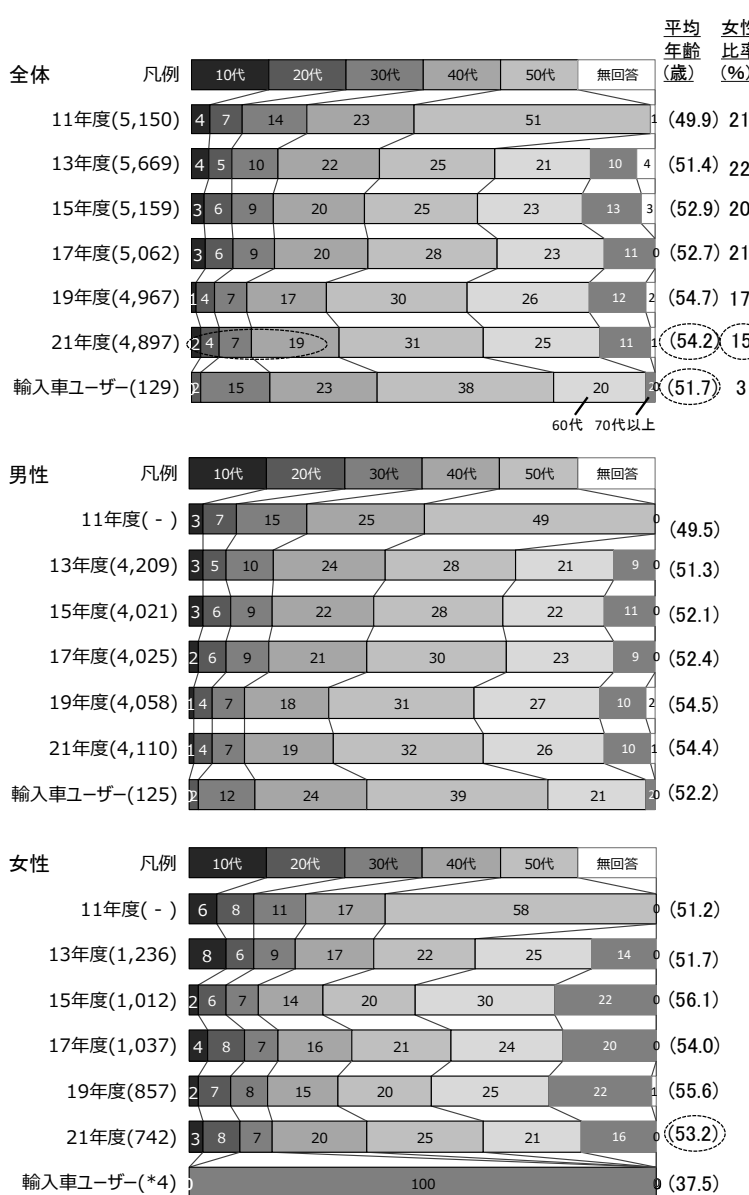 平均 女性
年齢 比率
全体 凡例 10代 20代 30代 40代 50代 無回答 (歳) (%)
11年度(5,150) 4 7 14 23 51 1 (49.9) 21
13年度(5,669) 4 5 10 22 25 21 10 4 (51.4) 22
15年度(5,159) 3 6 9 20 25 23 13 3 (52.9) 20
17年度(5,062) 3 6 9 20 28 23 11 0 (52.7) 21
19年度(4,967) 1 4 7 17 30 26 12 2 (54.7) 17
21年度(4,897) 2 4 7 19 31 25 11 1 (54.2) 15
輸入車ユーザー(129) 2 15 23 38 20 2 0 (51.7) 3
60代 70代以上
男性 凡例 10代 20代 30代 40代 50代 無回答
11年度( - ) 3 7 15 25 49 0 (49.5)
13年度(4,209) 3 5 10 24 28 21 9 0 (51.3)
15年度(4,021) 3 6 9 22 28 22 11 0 (52.1)
17年度(4,025) 2 6 9 21 30 23 9 0 (52.4)
19年度(4,058) 1 4 7 18 31 27 10 2 (54.5)
21年度(4,110) 1 4 7 19 32 26 10 1 (54.4)
輸入車ユーザー(125) 0 2 12 24 39 21 2 0 (52.2)
女性 凡例 10代 20代 30代 40代 50代 無回答
11年度( - ) 6 8 11 17 58 0 (51.2)
13年度(1,236) 8 6 9 17 22 25 14 0 (51.7)
15年度(1,012) 2 6 7 14 20 30 22 0 (56.1)
17年度(1,037) 4 8 7 16 21 24 20 0 (54.0)
19年度(857) 2 7 8 15 20 25 22 1 (55.6)
21年度(742) 3 8 7 20 25 21 16 0 (53.2)
輸入車ユーザー(*4) 0 100 0 (37.5)